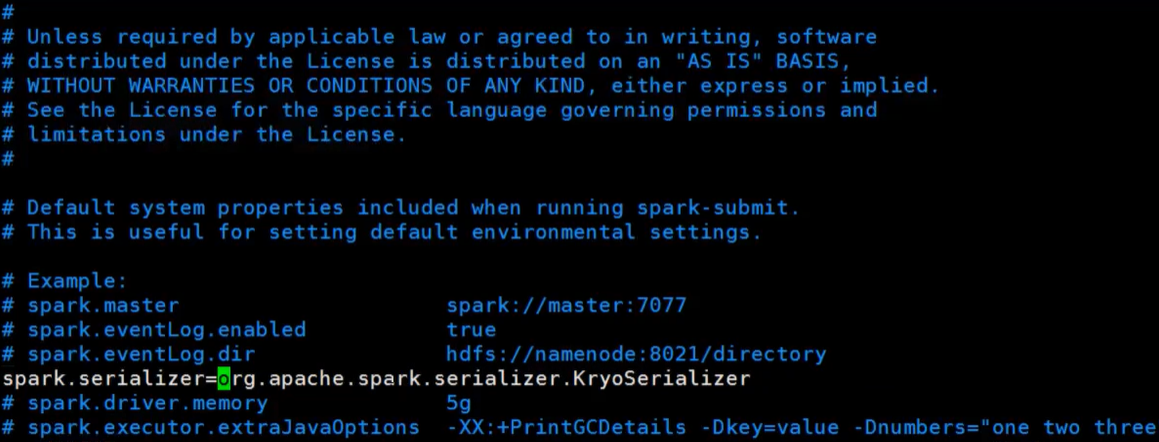 #
# Unless required by applicable law or agreed to in writing, software
# distributed under the License is distributed on an "AS IS" BASIS,
# WITHOUT WARRANTIES OR CONDITIONS OF ANY KIND, either express or implied.
# See the License for the specific language governing permissions and
# limitations under the License.
#
# Default system properties included when running spark-submit.
# This is useful for setting default environmental settings.
# Example:
# spark.master                     spark://master:7077
# spark.eventLog.enabled           true
# spark.eventLog.dir               hdfs://namenode:8021/directory
spark.serializer=org.apache.spark.serializer.KryoSerializer
# spark.driver.memory              5g
# spark.executor.extraJavaOptions  -XX:+PrintGCDetails -Dkey=value -Dnumbers="one two three